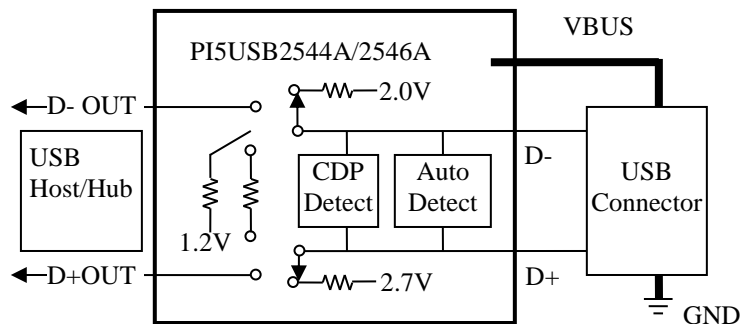 PI5USB2544A/2546A
VBUS
2.0V
D- OUT
USB
Host/Hub
CDP
Detect
Auto
Detect
D-
USB
Connector
1.2V
D+OUT
2.7V
D+
GND